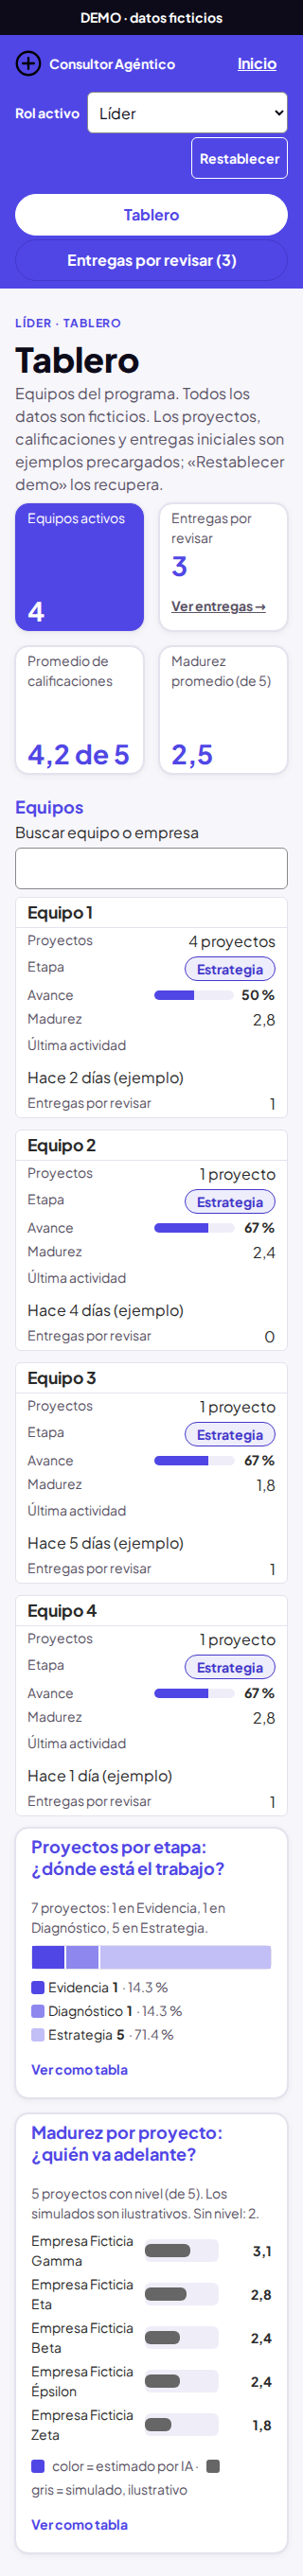 DEMO · datos ficticios
Consultor Agéntico
Inicio
Rol activo
Líder
Restablecer
Tablero
Entregas por revisar (3)
LÍDER · TABLERO
Tablero
Equipos del programa. Todos los
datos son ficticios. Los proyectos,
calificaciones y entregas iniciales son
ejemplos precargados; «Restablecer
demo» los recupera.
Equipos activos
4
Entregas por
revisar
3
Ver entregas →
Promedio de
calificaciones
4,2 de 5
Madurez
promedio (de 5)
2,5
Equipos
Buscar equipo o empresa
Equipo 1
Proyectos 4 proyectos
Etapa Estrategia
Avance 50 %
Madurez 2,8
Última actividad
Hace 2 días (ejemplo)
Entregas por revisar 1
Equipo 2
Proyectos 1 proyecto
Etapa Estrategia
Avance 67 %
Madurez 2,4
Última actividad
Hace 4 días (ejemplo)
Entregas por revisar 0
Equipo 3
Proyectos 1 proyecto
Etapa Estrategia
Avance 67 %
Madurez 1,8
Última actividad
Hace 5 días (ejemplo)
Entregas por revisar 1
Equipo 4
Proyectos 1 proyecto
Etapa Estrategia
Avance 67 %
Madurez 2,8
Última actividad
Hace 1 día (ejemplo)
Entregas por revisar 1
Proyectos por etapa:
¿dónde está el trabajo?
7 proyectos: 1 en Evidencia, 1 en
Diagnóstico, 5 en Estrategia.
Evidencia 1 · 14.3 %
Diagnóstico 1 · 14.3 %
Estrategia 5 · 71.4 %
Ver como tabla
Madurez por proyecto:
¿quién va adelante?
5 proyectos con nivel (de 5). Los
simulados son ilustrativos. Sin nivel: 2.
Empresa Ficticia
Gamma
3,1
Empresa Ficticia
Eta
2,8
Empresa Ficticia
Beta
2,4
Empresa Ficticia
Épsilon
2,4
Empresa Ficticia
Zeta
1,8
color = estimado por IA ·
gris = simulado, ilustrativo
Ver como tabla